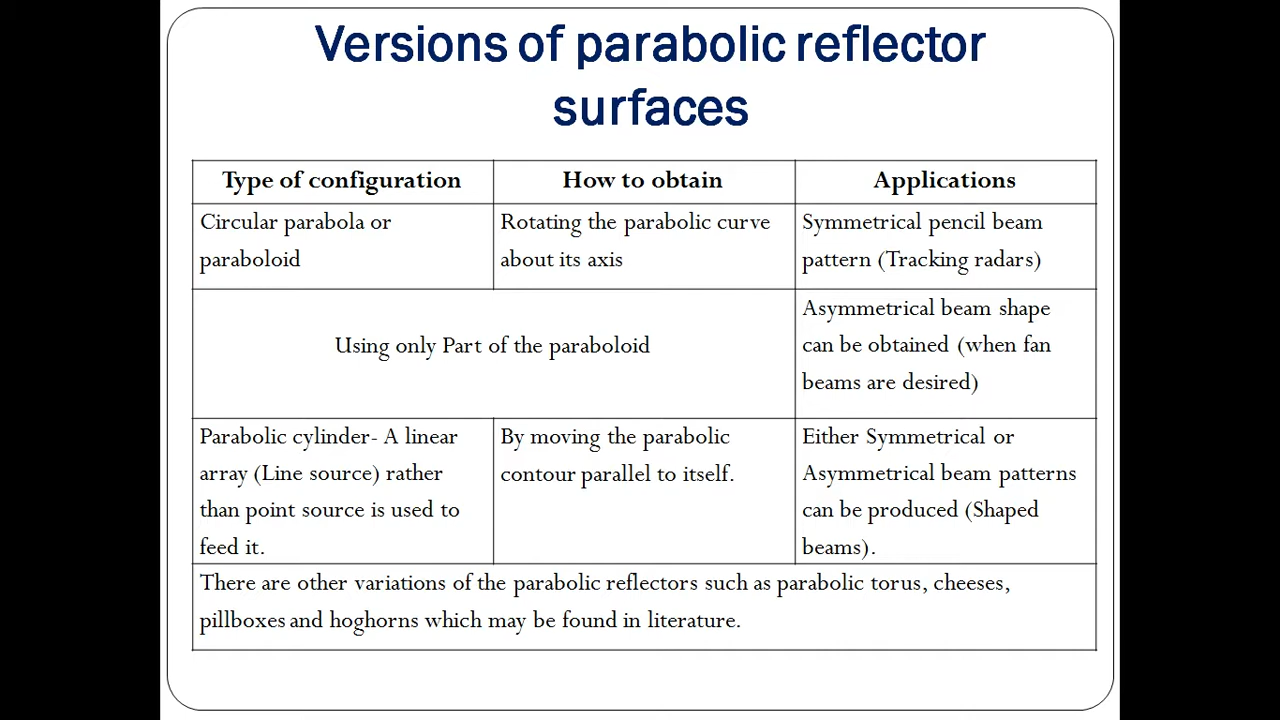 Versions of parabolic reflector
surfaces
Type of configuration
How to obtain
Applications
Circular parabola or
paraboloid
Rotating the parabolic curve
about its axis
Symmetrical pencil beam
pattern (Tracking radars)
Using only Part of the paraboloid
Asymmetrical beam shape
can be obtained (when fan
beams are desired)
Parabolic cylinder- A linear
array (Line source) rather
than point source is used to
feed it.
By moving the parabolic
contour parallel to itself.
Either Symmetrical or
Asymmetrical beam patterns
can be produced (Shaped
beams).
There are other variations of the parabolic reflectors such as parabolic torus, cheeses,
pillboxes and hoghorns which may be found in literature.